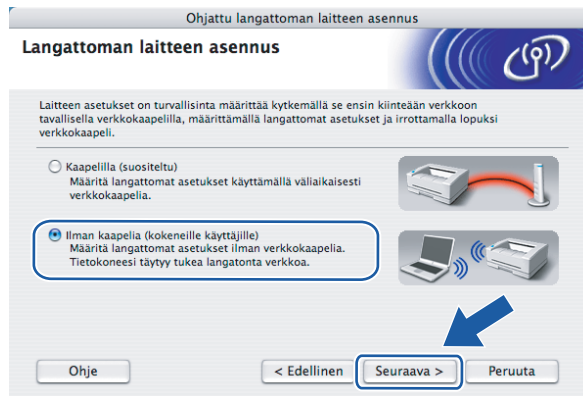 Ohjattu langattoman laitteen asennus
Langattoman laitteen asennus
Laitteen asetukset on turvallisinta määrittää kytkemällä se ensin kiinteään verkkoon
tavallisella verkkokaapelilla, määrittämällä langattomat asetukset ja irrottamalla lopuksi
verkkokaapeli.
Kaapelilla (suositeltu)
Määritä langattomat asetukset käyttämällä väliaikaisesti
verkkokaapelia.
Ilman kaapelia (kokeneille käyttäjille)
Määritä langattomat asetukset ilman verkkokaapelia.
Tietokoneesi täytyy tukea langatonta verkkoa.
Ohje < Edellinen Seuraava > Peruuta